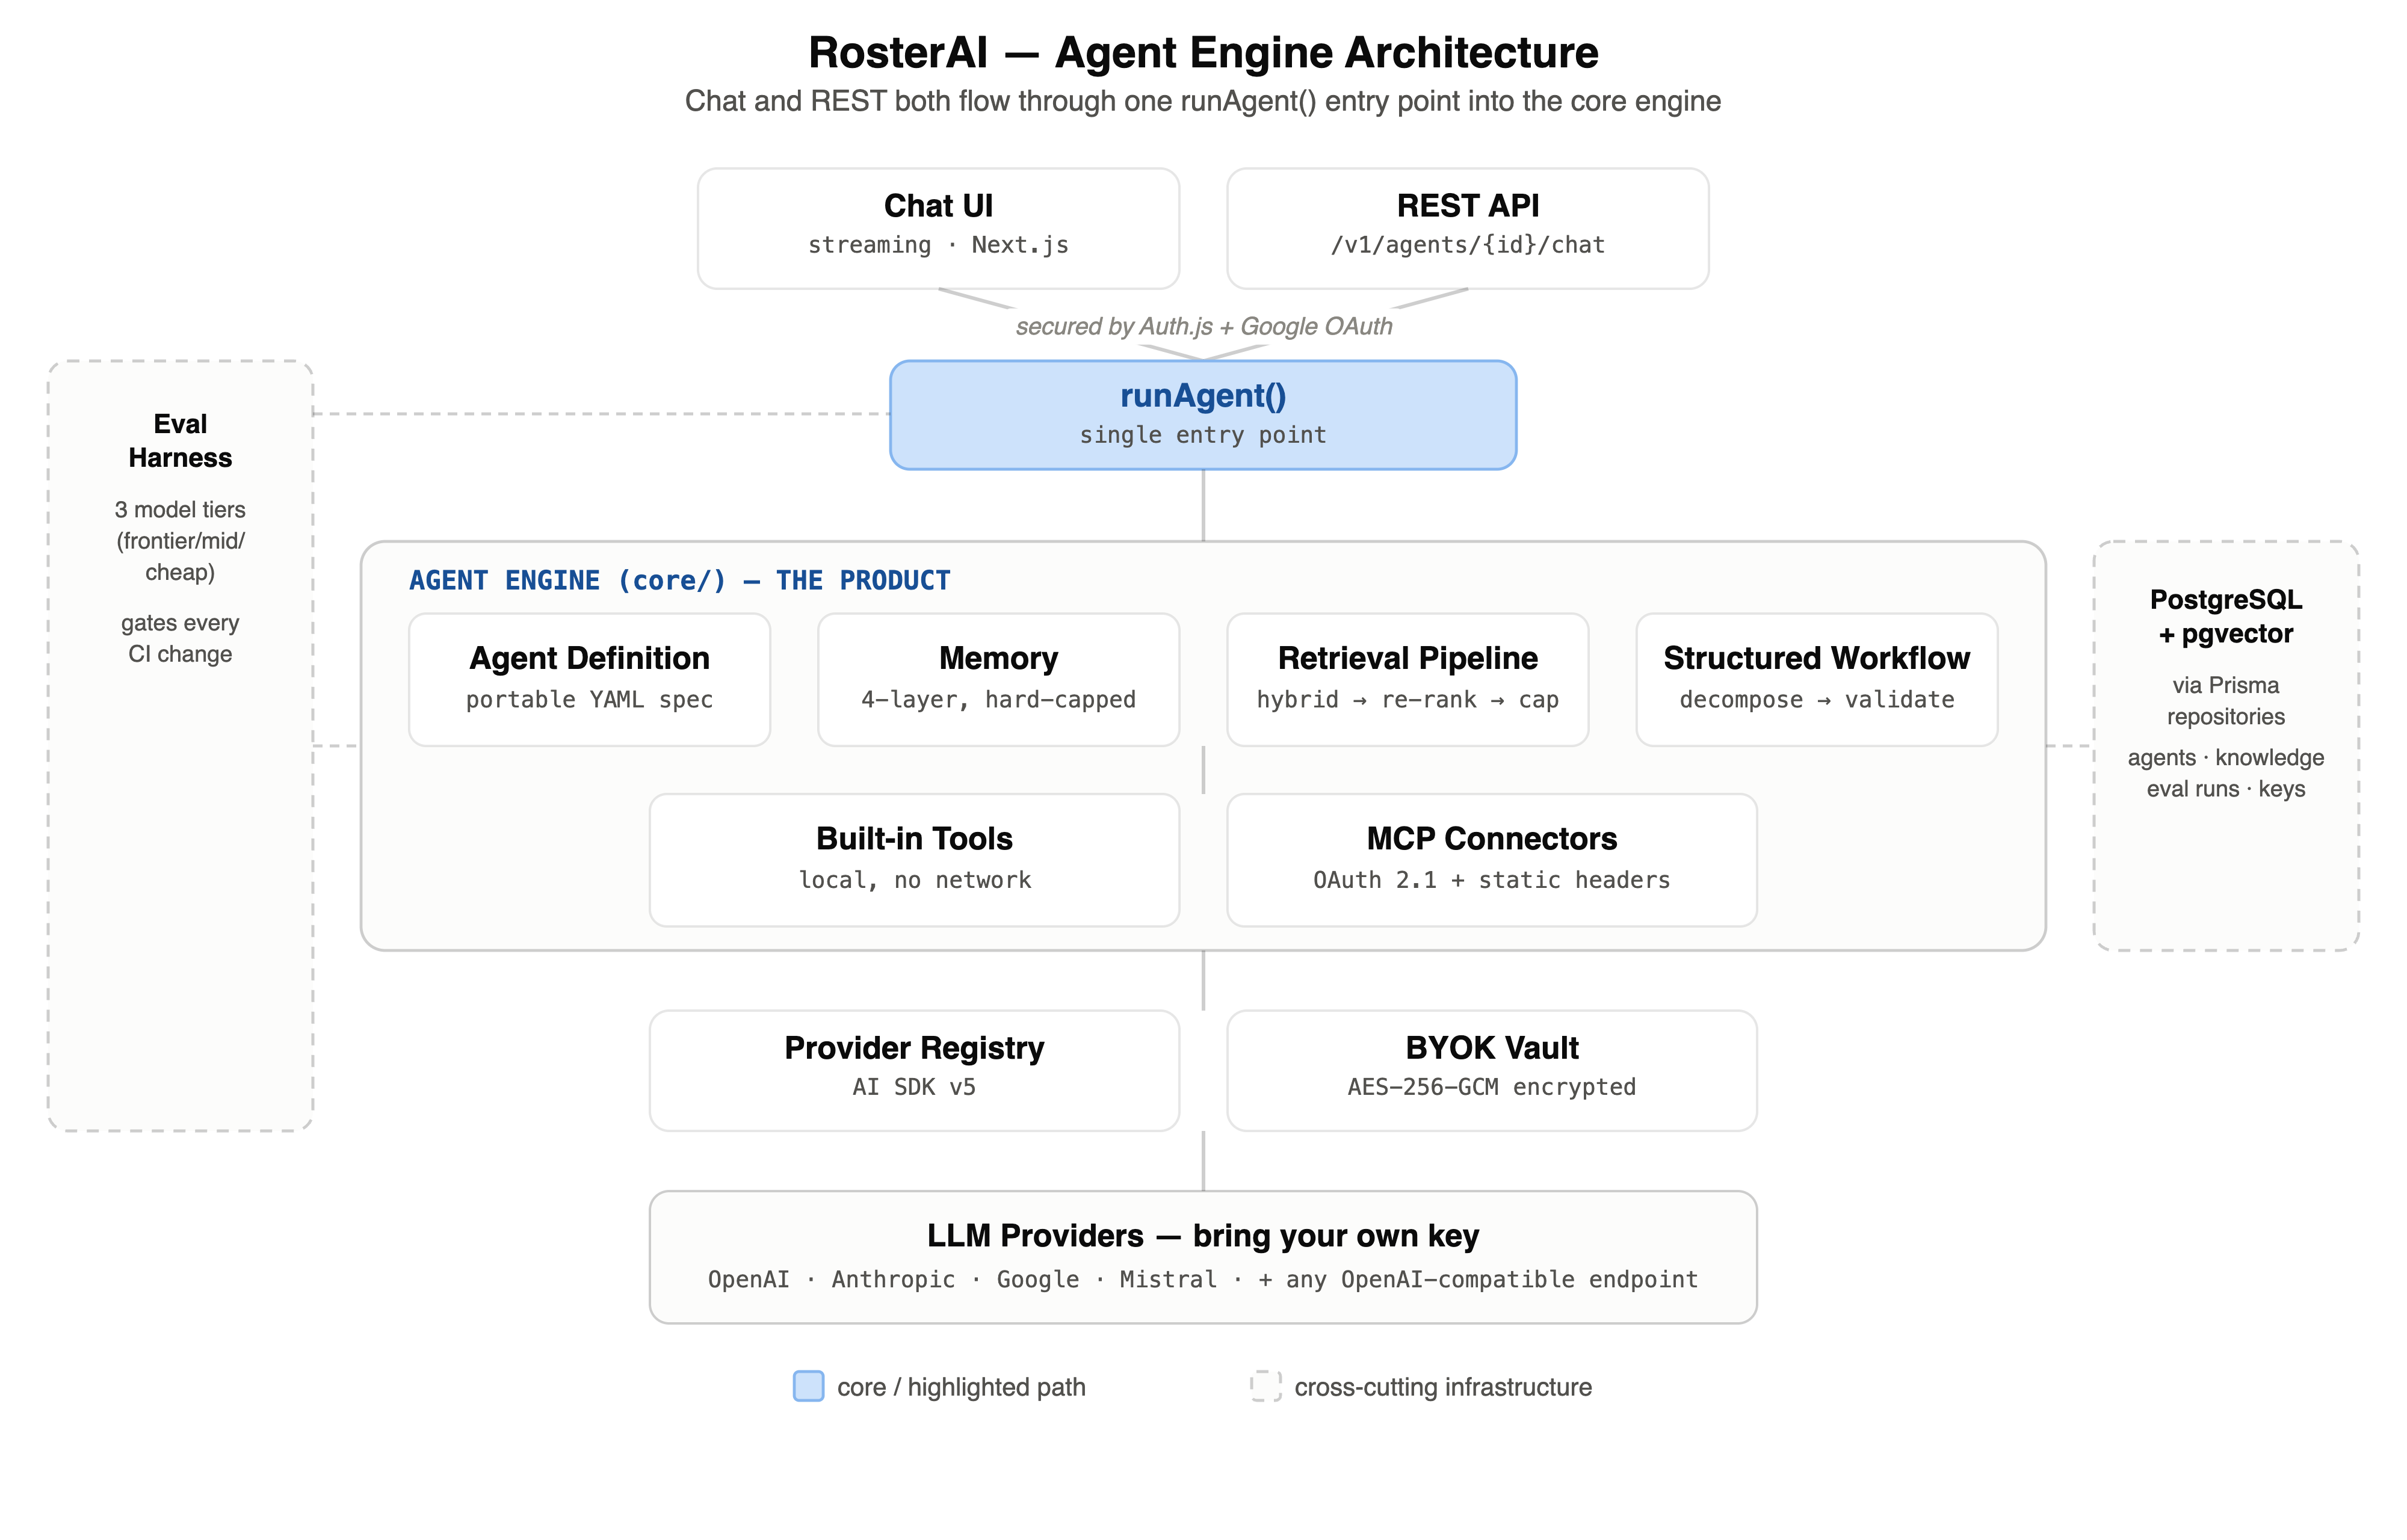 RosterAI — Agent Engine Architecture
Chat and REST both flow through one runAgent() entry point into the core engine
Chat UI
streaming · Next.js
REST API
/v1/agents/{id}/chat
secured by Auth.js + Google OAuth
runAgent()
single entry point
Eval
Harness
3 model tiers
(frontier/mid/
cheap)
gates every
CI change
AGENT ENGINE (core/) — THE PRODUCT
Agent Definition
portable YAML spec
Memory
4-layer, hard-capped
Retrieval Pipeline
hybrid → re-rank → cap
Structured Workflow
decompose → validate
Built-in Tools
local, no network
MCP Connectors
OAuth 2.1 + static headers
PostgreSQL
+ pgvector
via Prisma
repositories
agents · knowledge
eval runs · keys
Provider Registry
AI SDK v5
BYOK Vault
AES-256-GCM encrypted
LLM Providers — bring your own key
OpenAI · Anthropic · Google · Mistral · + any OpenAI-compatible endpoint
core / highlighted path
cross-cutting infrastructure